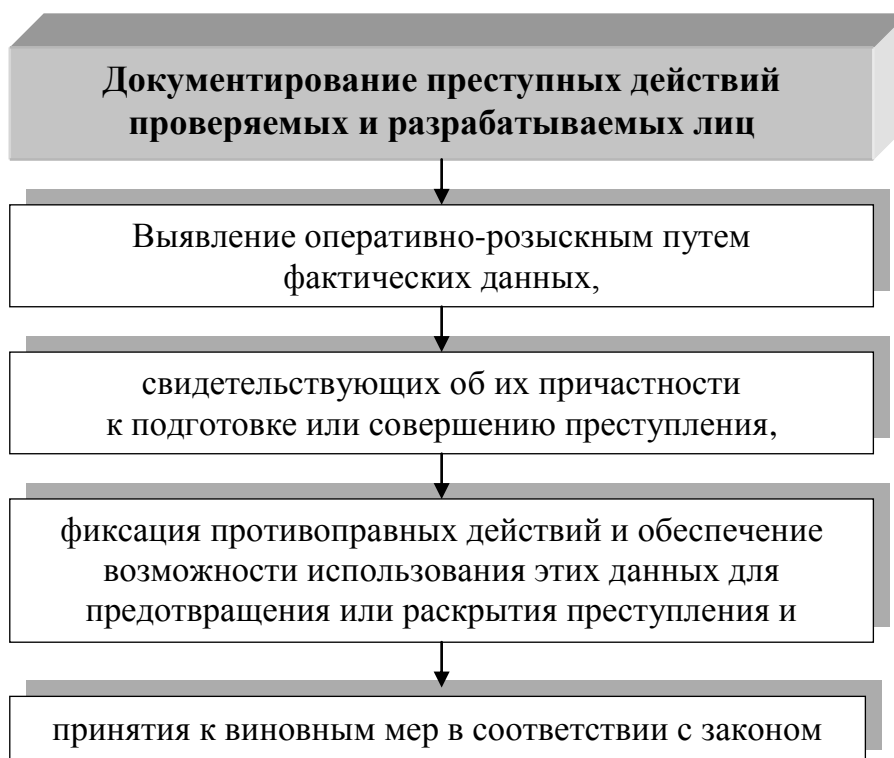 Документирование преступных действий
проверяемых и разрабатываемых лиц
Выявление оперативно-розыскным путем
фактических данных,
свидетельствующих об их причастности
к подготовке или совершению преступления,
фиксация противоправных действий и обеспечение
возможности использования этих данных для
предотвращения или раскрытия преступления и
принятия к виновным мер в соответствии с законом